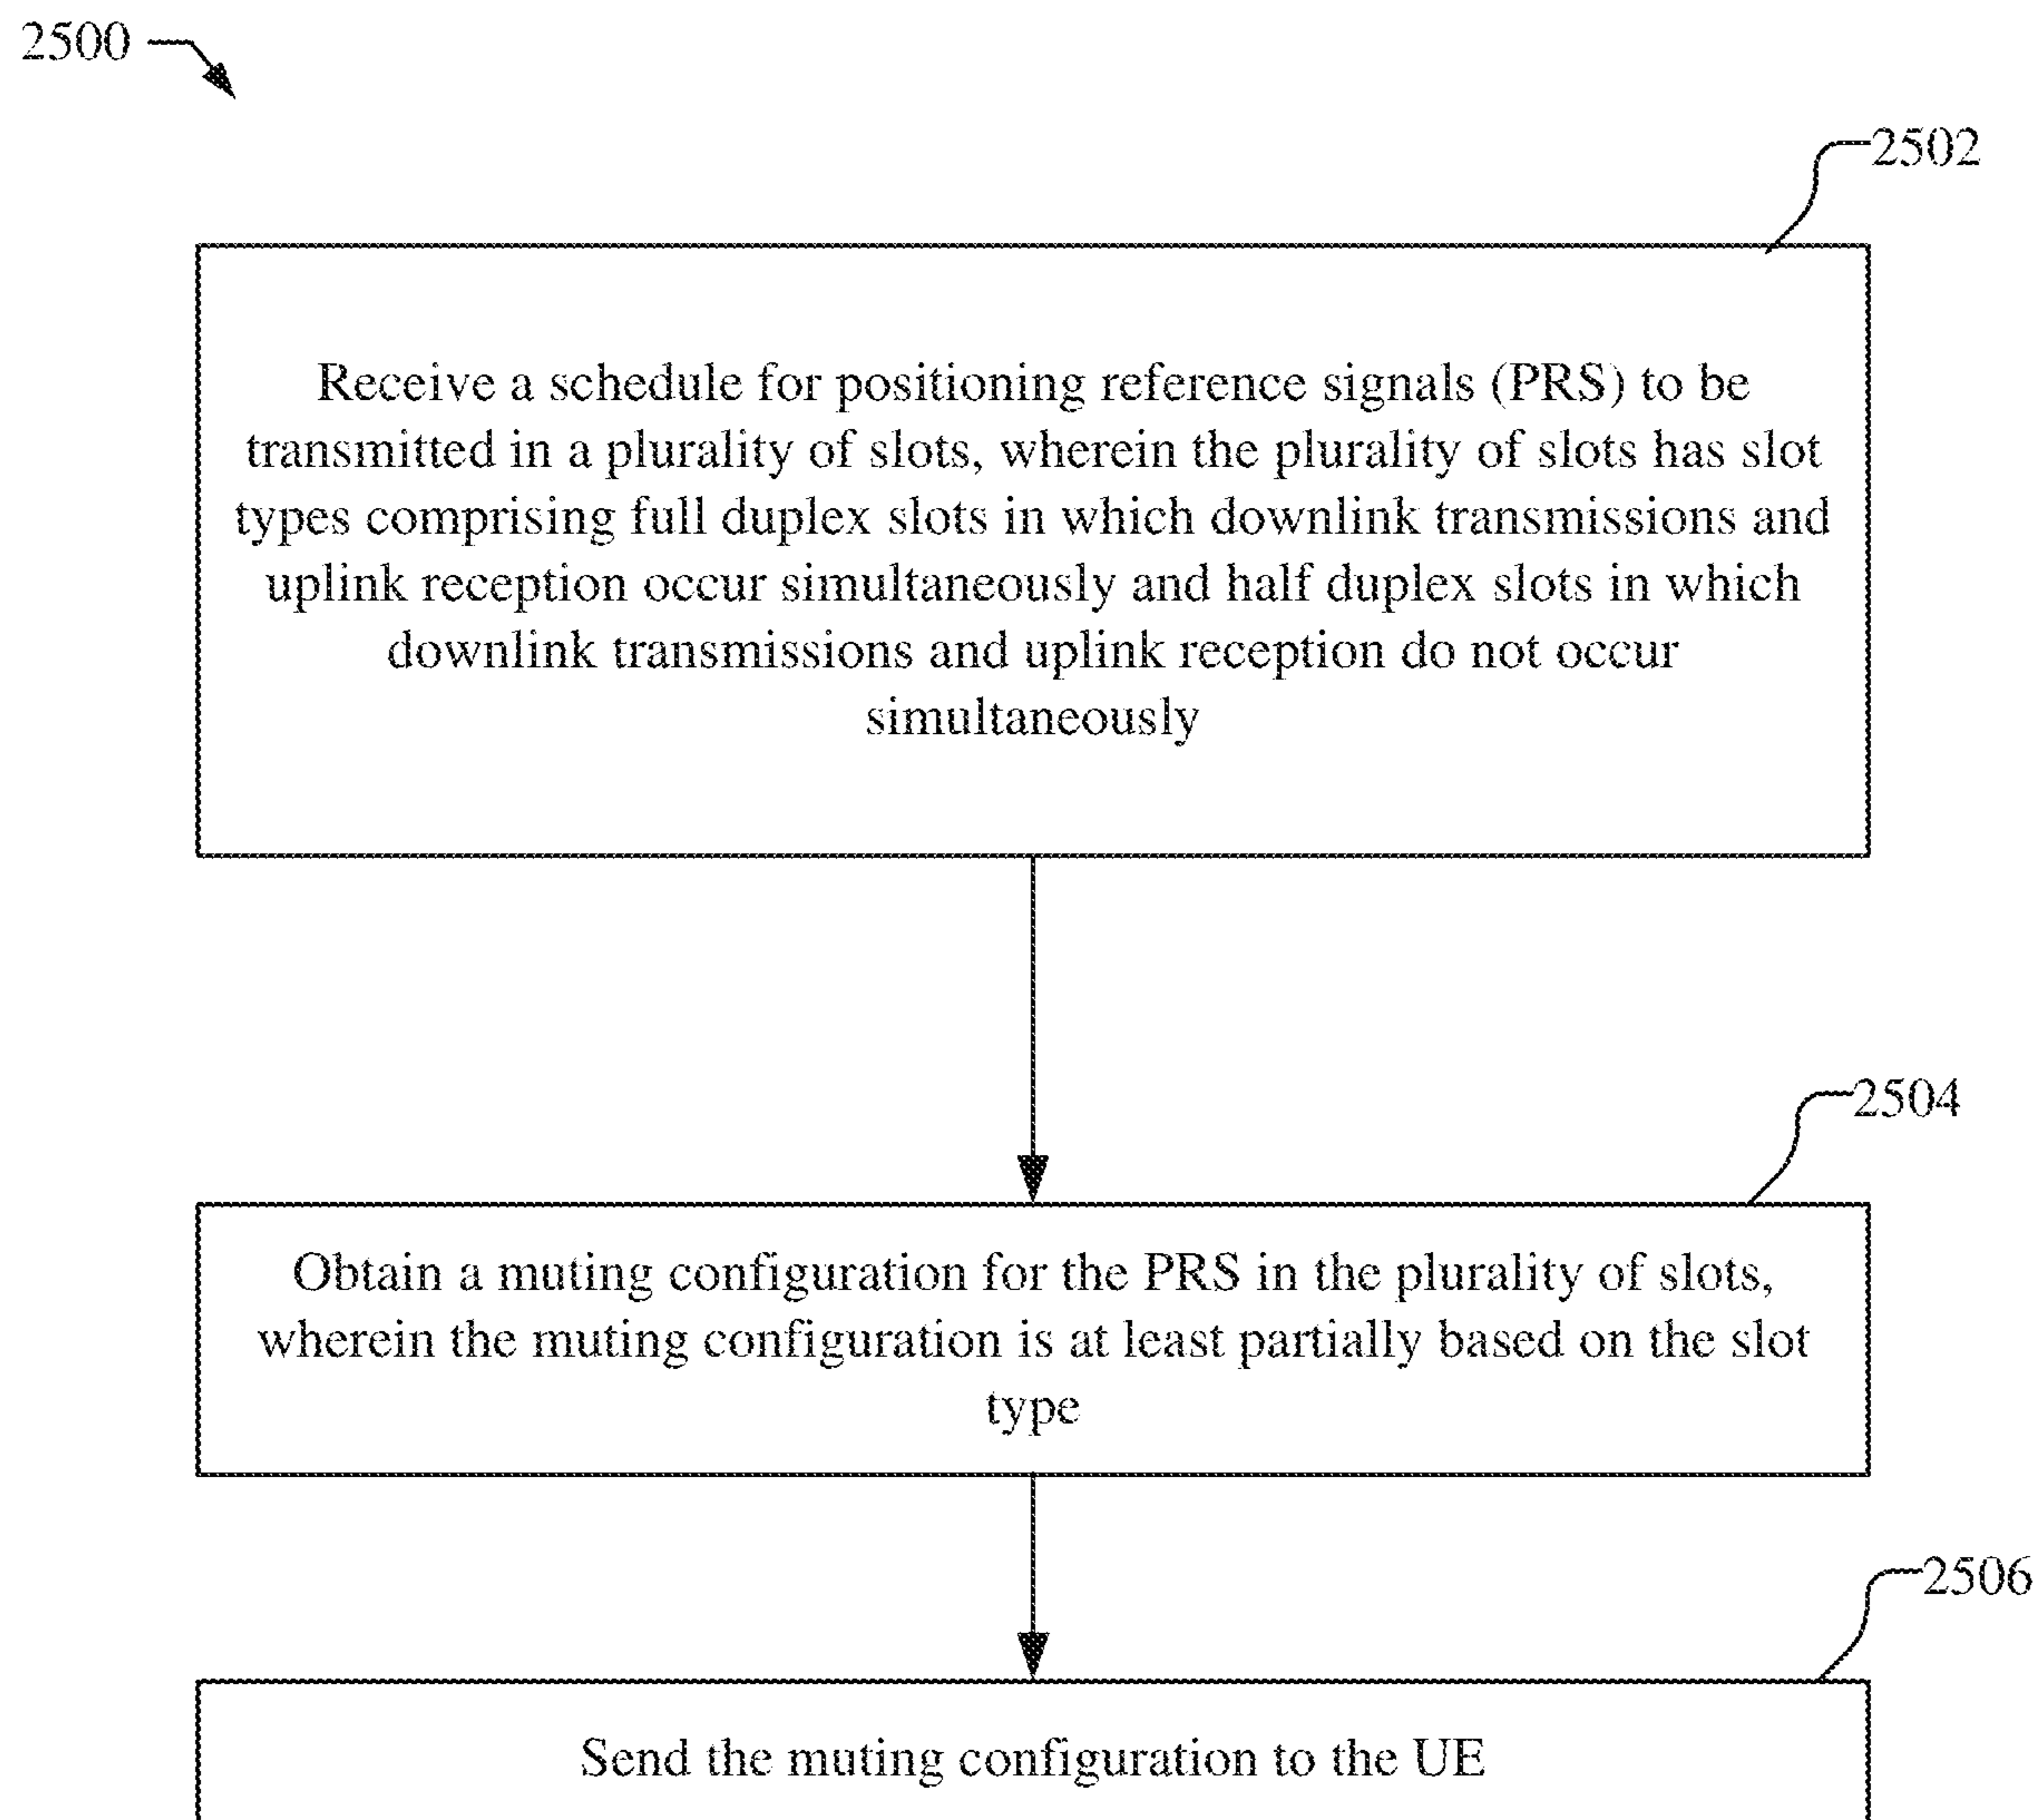 2500
2502
Receive a schedule for positioning reference signals (PRS) to be
transmitted in a plurality of slots, wherein the plurality of slots has slot
types comprising full duplex slots in which downlink transmissions and
uplink reception occur simultaneously and half duplex slots in which
downlink transmissions and uplink reception do not occur
simultaneously
2504
Obtain a muting configuration for the PRS in the plurality of slots,
wherein the muting configuration is at least partially based on the slot
type
2506
Send the muting configuration to the UE